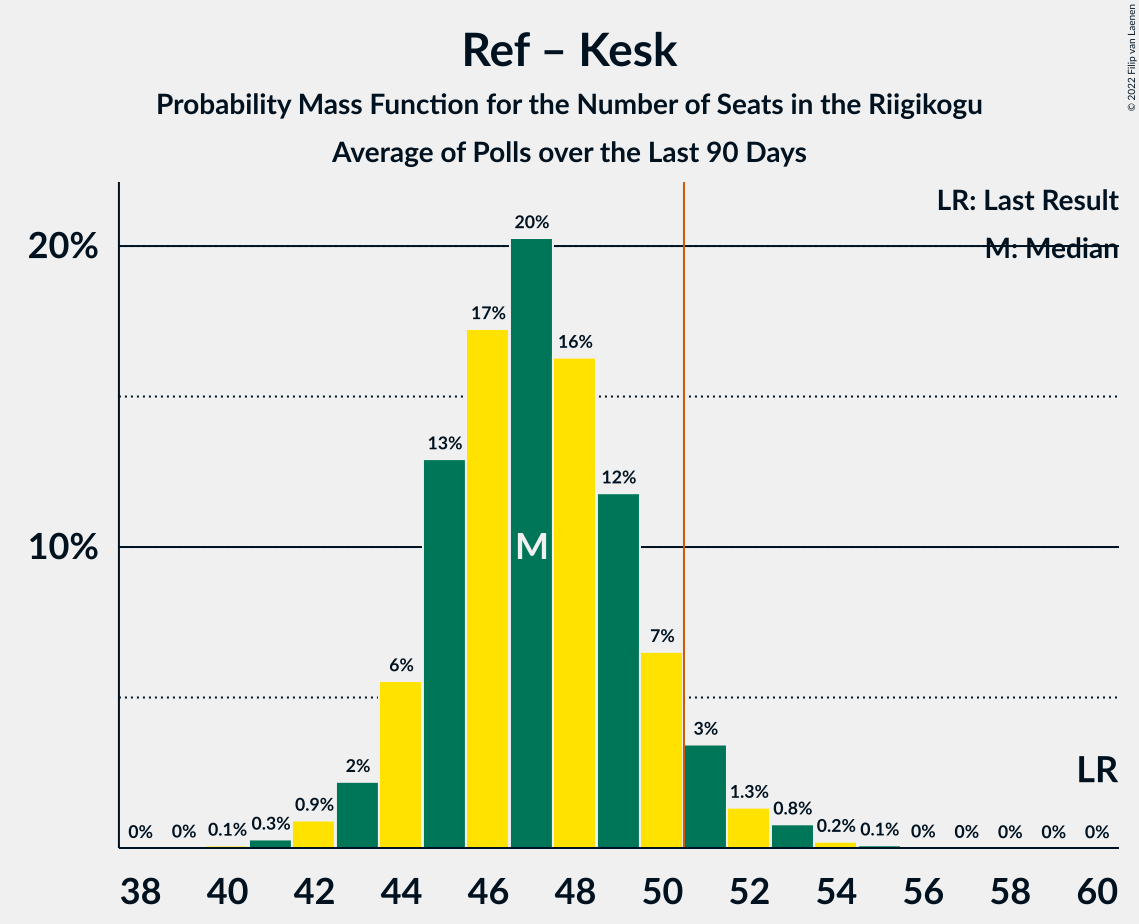 Ref – Kesk
Probability Mass Function for the Number of Seats in the Riigikogu
Average of Polls over the Last 90 Days
© 2022 Filip van Laenen
LR: Last Result
M: Median
20%
10%
0%
0%
0.1%
0.3%
0.9%
2%
6%
13%
17%
20%
16%
12%
7%
3%
1.3%
0.8%
0.2%
0.1%
0%
0%
0%
0%
0%
M
LR
38 40 42 44 46 48 50 52 54 56 58 60